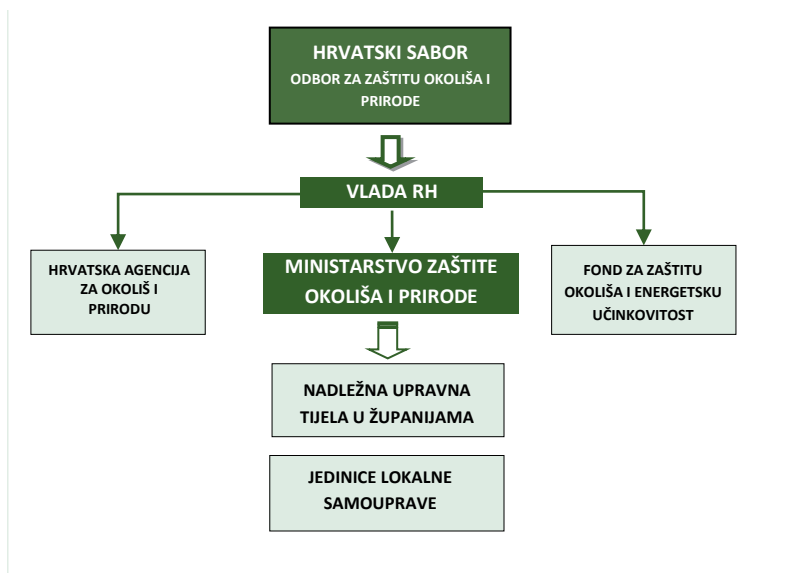 HRVATSKI SABOR
ODBOR ZA ZAŠTITU OKOLIŠA I
PRIRODE
VLADA RH
HRVATSKA AGENCIJA
ZA OKOLIŠ I
PRIRODU
MINISTARSTVO ZAŠTITE
OKOLIŠA I PRIRODE
FOND ZA ZAŠTITU
OKOLIŠA I ENERGETSKU
UČINKOVITOST
NADLEŽNA UPRAVNA
TIJELA U ŽUPANIJAMA
JEDINICE LOKALNE
SAMOUPRAVE